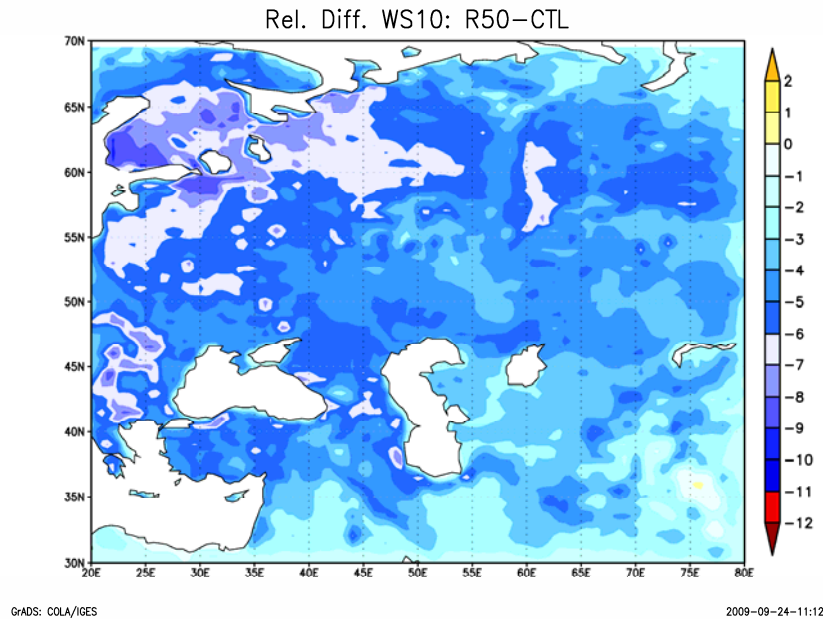 Rel. Diff. WS10: R50-CTL
70N
65N
60N
55N
50N
45N
40N
35N
30N
20E 25E 30E 35E 40E 45E 50E 55E 60E 65E 70E 75E 80E
2
1
0
-1
-2
-3
-4
-5
-6
-7
-8
-9
-10
-11
-12
GrADS: COLA/IGES
2009-09-24-11:12